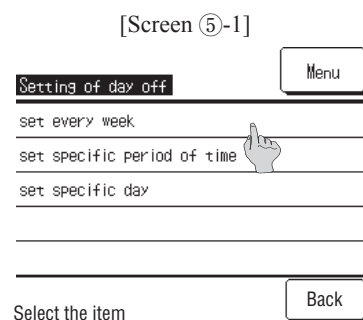 [Screen ⑤-1]
Menu
Setting of day off
set every week
set specific period of time
set specific day
Back
Select the item